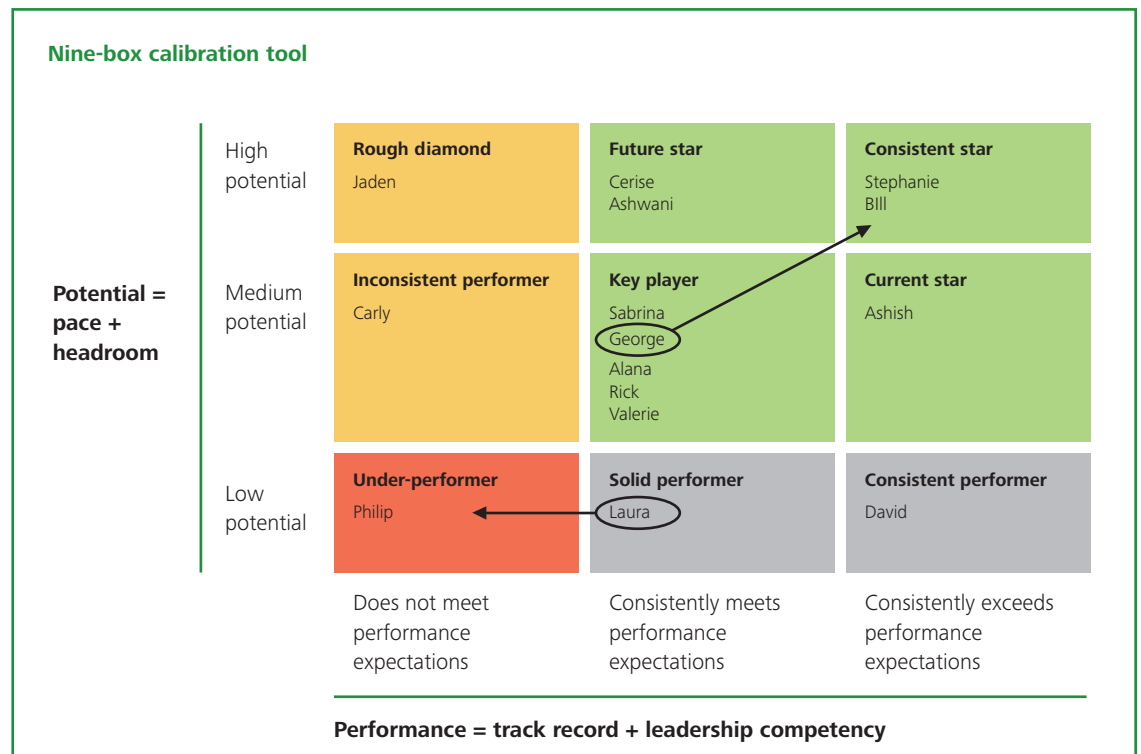 Nine-box calibration tool
High
potential
Rough diamond
Jaden
Future star
Cerise
Ashwani
Consistent star
Stephanie
BIll
Potential =
pace +
headroom
Medium
potential
Inconsistent performer
Carly
Key player
Sabrina
George
Alana
Rick
Valerie
Current star
Ashish
Low
potential
Under-performer
Philip
Solid performer
Laura
Consistent performer
David
Does not meet
performance
expectations
Consistently meets
performance
expectations
Consistently exceeds
performance
expectations
Performance = track record + leadership competency